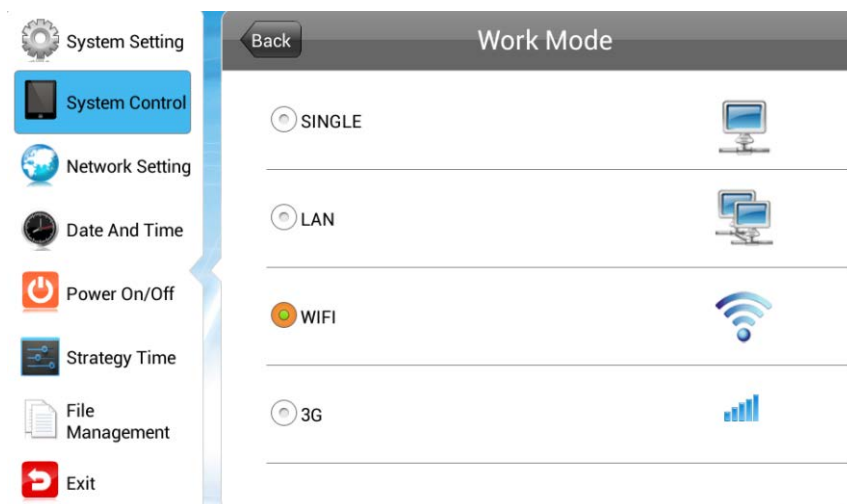 System Setting
System Control
Network Setting
Date And Time
Power On/Off
Strategy Time
File
Management
Exit
Back
Work Mode
SINGLE
LAN
WIFI
3G